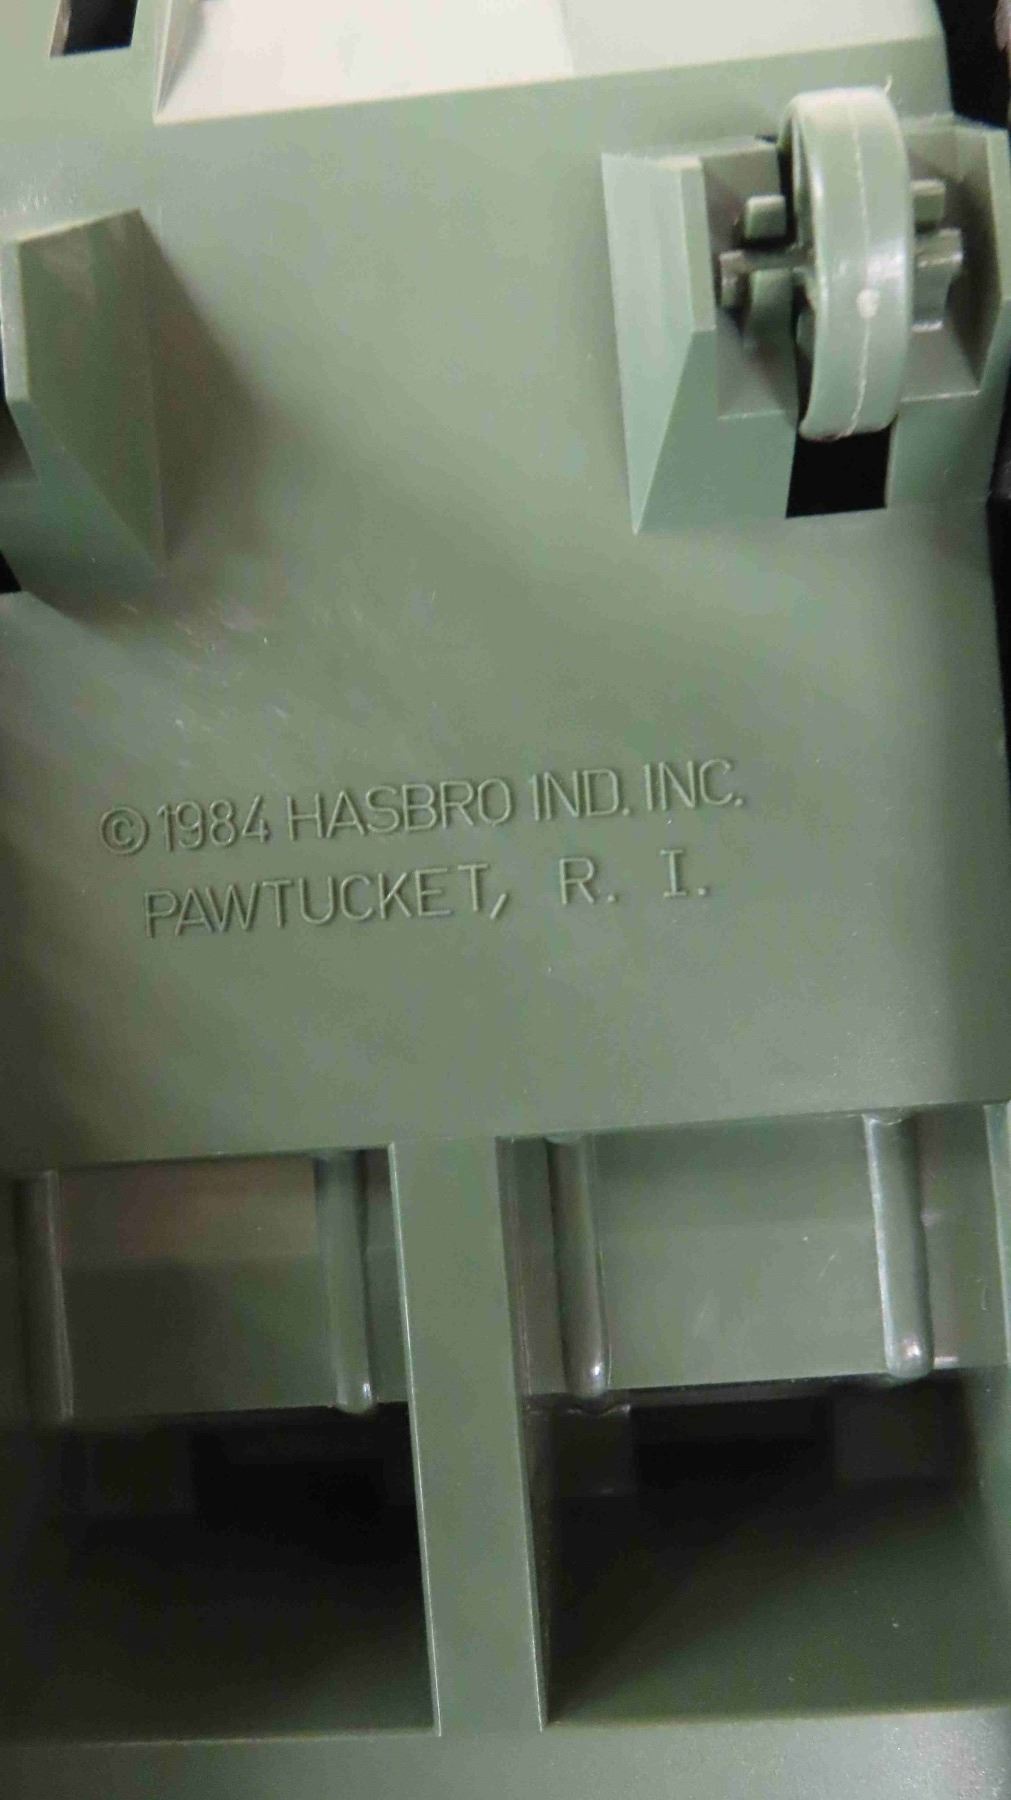 ©1984 HASBRO IND. INC.
PAWTUCKET, R. I.